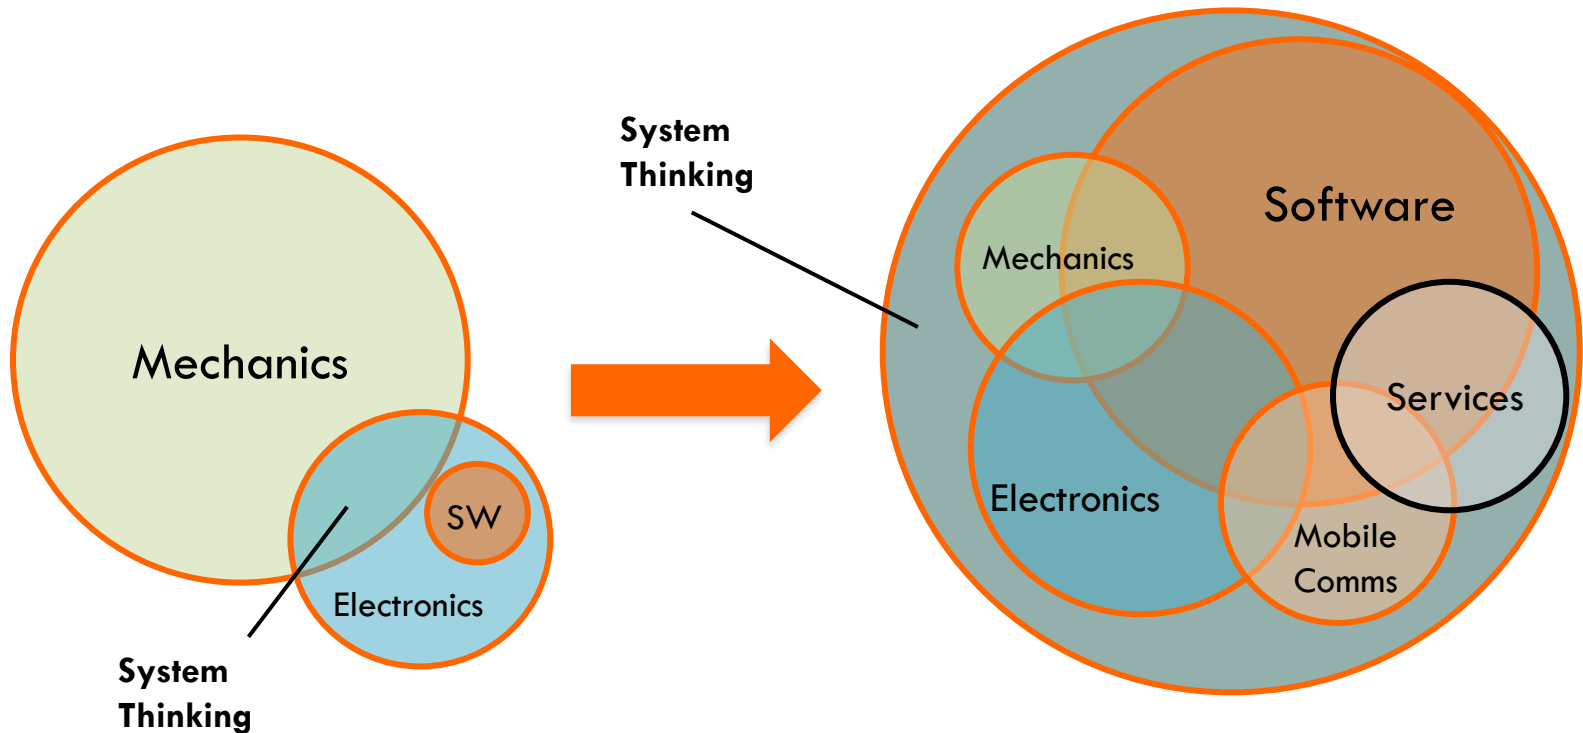 Mechanics
SW
Electronics
System
Thinking
System
Thinking
Software
Mechanics
Services
Electronics
Mobile
Comms